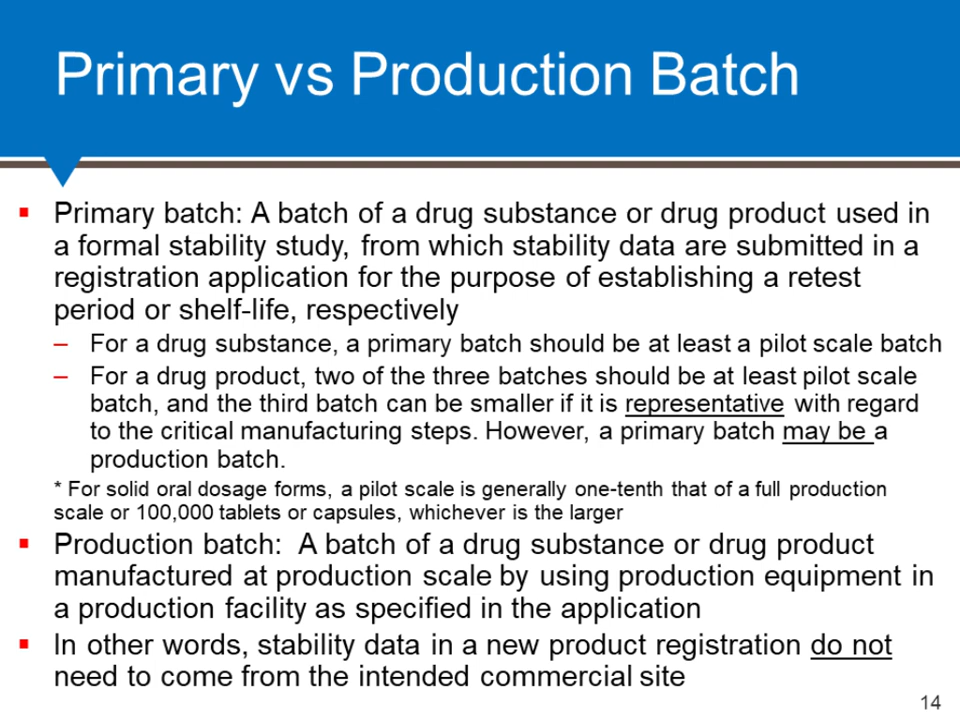 Primary vs Production Batch
▪ Primary batch: A batch of a drug substance or drug product used in
a formal stability study, from which stability data are submitted in a
registration application for the purpose of establishing a retest
period or shelf-life, respectively
– For a drug substance, a primary batch should be at least a pilot scale batch
– For a drug product, two of the three batches should be at least pilot scale
batch, and the third batch can be smaller if it is representative with regard
to the critical manufacturing steps. However, a primary batch may be a
production batch.
* For solid oral dosage forms, a pilot scale is generally one-tenth that of a full production
scale or 100,000 tablets or capsules, whichever is the larger
▪ Production batch: A batch of a drug substance or drug product
manufactured at production scale by using production equipment in
a production facility as specified in the application
▪ In other words, stability data in a new product registration do not
need to come from the intended commercial site
14